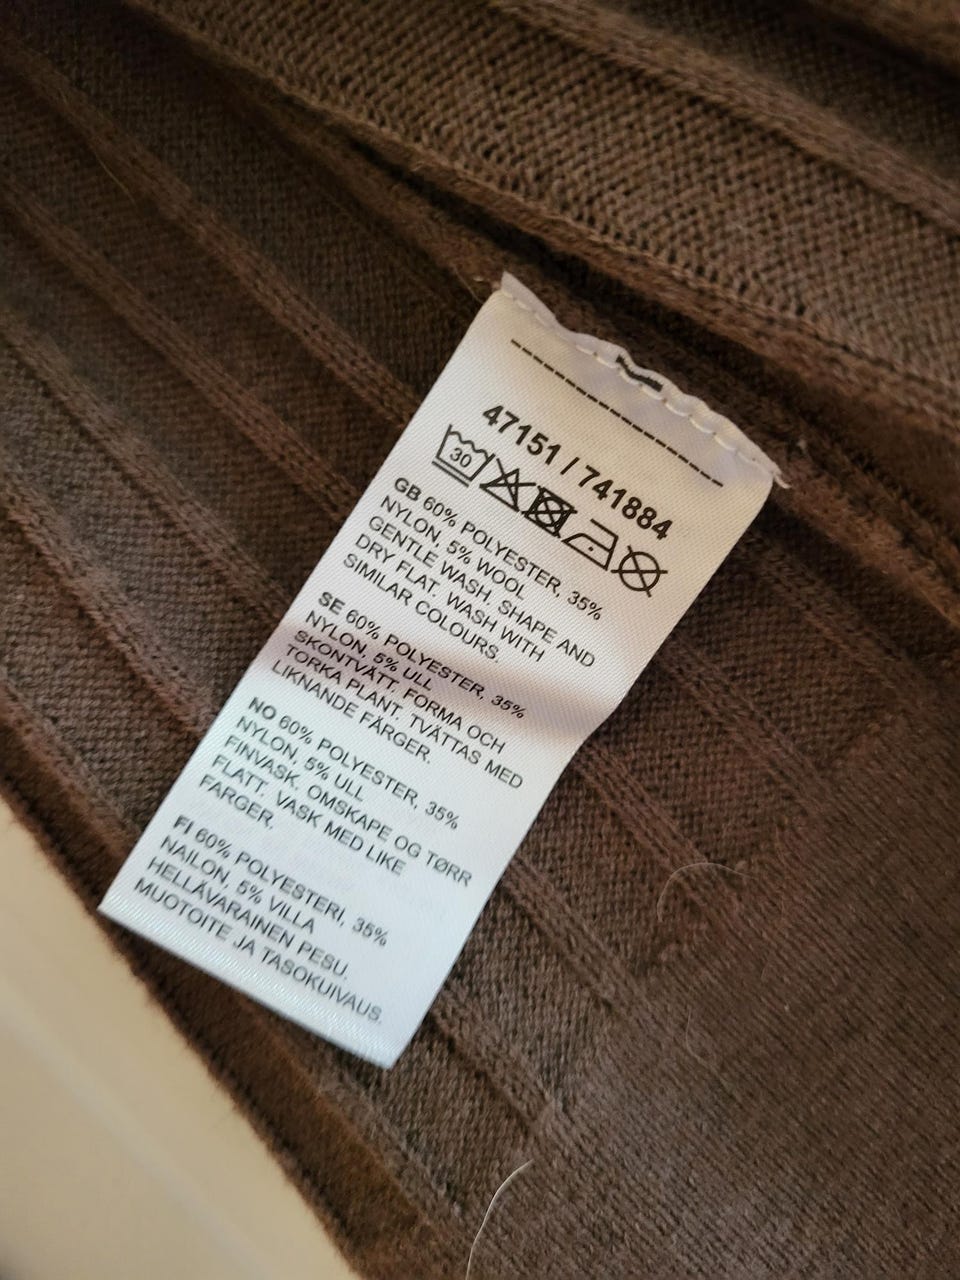 47151 / 741884
30
GB 60% POLYESTER, 35%
NYLON, 5% WOOL
GENTLE WASH. SHAPE AND
DRY FLAT. WASH WITH
SIMILAR COLOURS.
SE 60% POLYESTER, 35%
NYLON, 5% ULL
SKONTVÄTT. FORMA OCH
TORKA PLANT. TVÄTTAS MED
LIKNANDE FÄRGER.
NO 60% POLYESTER, 35%
NYLON, 5% ULL
FINVASK. OMSKAPE OG TØRR
FLATT. VASK MED LIKE
FARGER.
FI 60% POLYESTERI, 35%
NAILON, 5% VILLA
HELLÄVARAINEN PESU.
MUOTOITE JA TASOKUIVAUS.